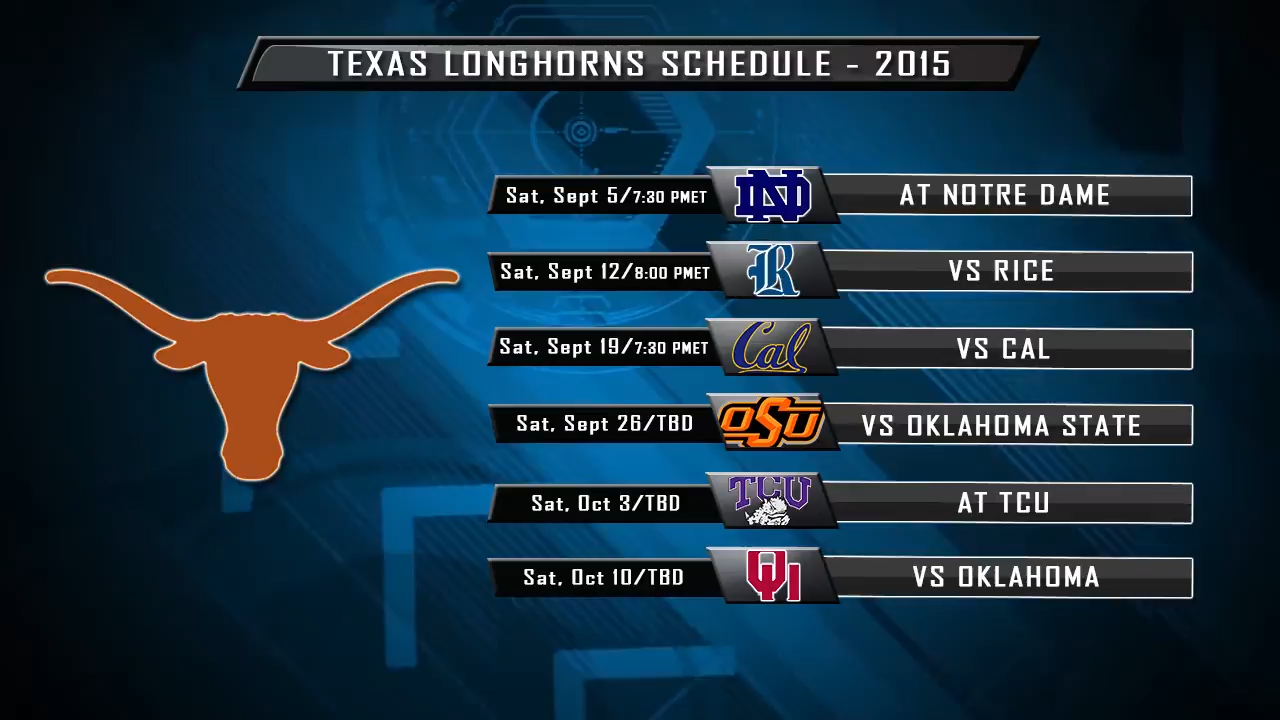 TEXAS LONGHORNS SCHEDULE - 2015
Sat, Sept 5/7:30 PMET ND AT NOTRE DAME
Sat, Sept 12/8:00 PMET R VS RICE
Sat, Sept 19/7:30 PMET Cal VS CAL
Sat, Sept 26/TBD OSU VS OKLAHOMA STATE
Sat, Oct 3/TBD TCU AT TCU
Sat, Oct 10/TBD OU VS OKLAHOMA